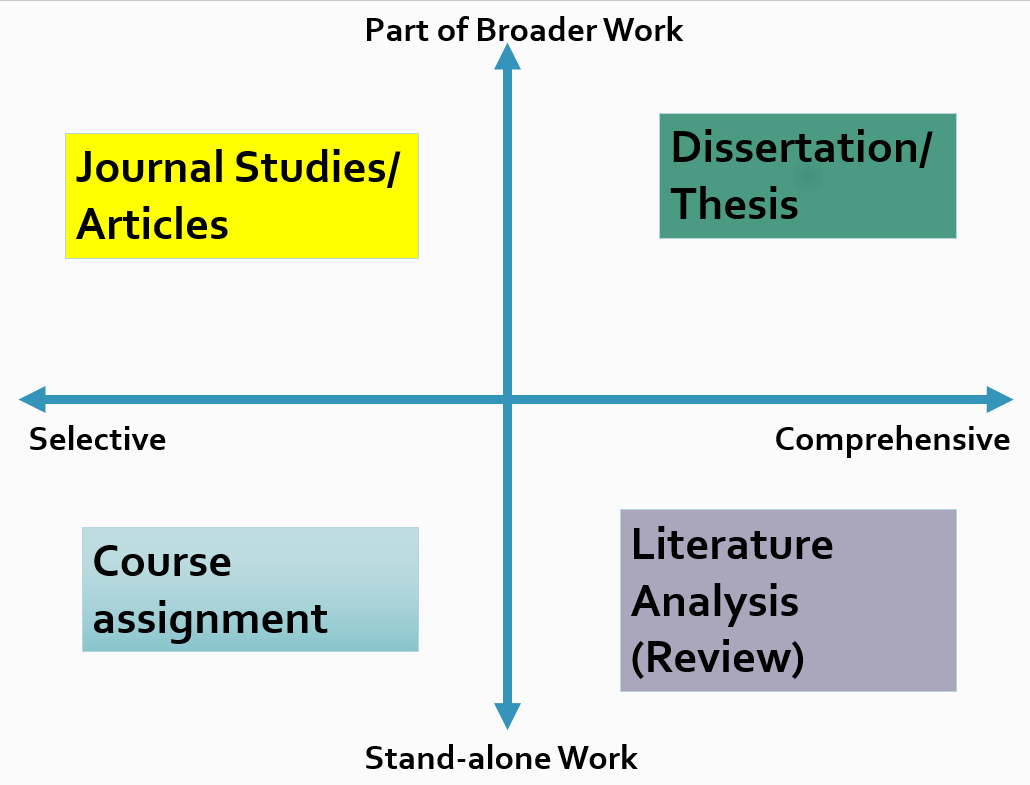 Part of Broader Work
Journal Studies/
Articles
Dissertation/
Thesis
Selective
Comprehensive
Course
assignment
Literature
Analysis
(Review)
Stand-alone Work